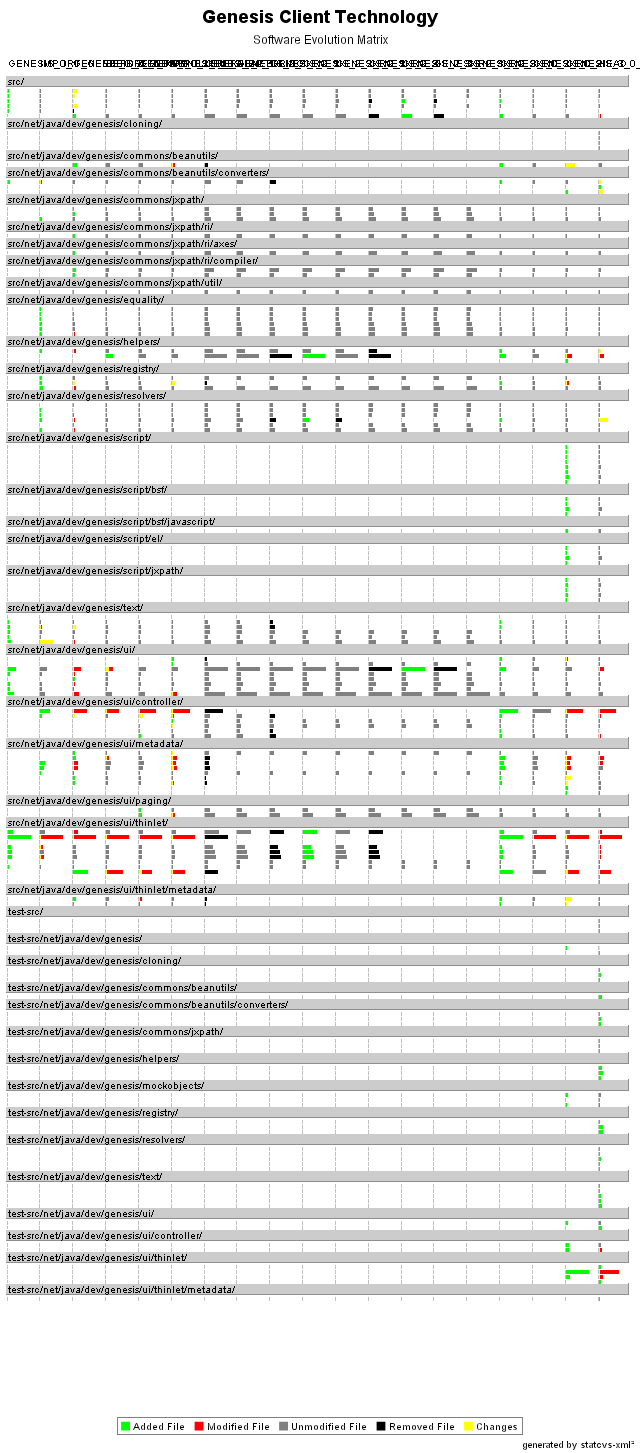 Genesis Client Technology
Software Evolution Matrix
src/
src/net/java/dev/genesis/cloning/
src/net/java/dev/genesis/commons/beanutils/
src/net/java/dev/genesis/commons/beanutils/converters/
src/net/java/dev/genesis/commons/jxpath/
src/net/java/dev/genesis/commons/jxpath/ri/
src/net/java/dev/genesis/commons/jxpath/ri/axes/
src/net/java/dev/genesis/commons/jxpath/ri/compiler/
src/net/java/dev/genesis/commons/jxpath/util/
src/net/java/dev/genesis/equality/
src/net/java/dev/genesis/helpers/
src/net/java/dev/genesis/registry/
src/net/java/dev/genesis/resolvers/
src/net/java/dev/genesis/script/
src/net/java/dev/genesis/script/bsf/
src/net/java/dev/genesis/script/bsf/javascript/
src/net/java/dev/genesis/script/el/
src/net/java/dev/genesis/script/jxpath/
src/net/java/dev/genesis/text/
src/net/java/dev/genesis/ui/
src/net/java/dev/genesis/ui/controller/
src/net/java/dev/genesis/ui/metadata/
src/net/java/dev/genesis/ui/paging/
src/net/java/dev/genesis/ui/thinlet/
src/net/java/dev/genesis/ui/thinlet/metadata/
test-src/
test-src/net/java/dev/genesis/
test-src/net/java/dev/genesis/cloning/
test-src/net/java/dev/genesis/commons/beanutils/
test-src/net/java/dev/genesis/commons/beanutils/converters/
test-src/net/java/dev/genesis/commons/jxpath/
test-src/net/java/dev/genesis/helpers/
test-src/net/java/dev/genesis/mockobjects/
test-src/net/java/dev/genesis/registry/
test-src/net/java/dev/genesis/resolvers/
test-src/net/java/dev/genesis/text/
test-src/net/java/dev/genesis/ui/
test-src/net/java/dev/genesis/ui/controller/
test-src/net/java/dev/genesis/ui/thinlet/
test-src/net/java/dev/genesis/ui/thinlet/metadata/
Added File Modified File Unmodified File Removed File Changes
generated by statcvs-xml²